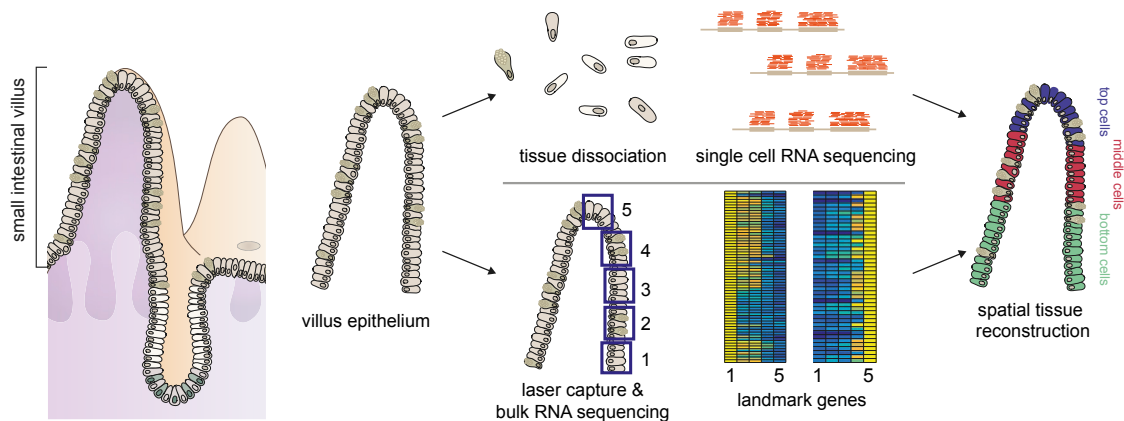 small intestinal villus
villus epithelium
tissue dissociation
single cell RNA sequencing
5
4
3
2
1
laser capture &
bulk RNA sequencing
1 5 1 5
landmark genes
top cells
middle cells
bottom cells
spatial tissue
reconstruction